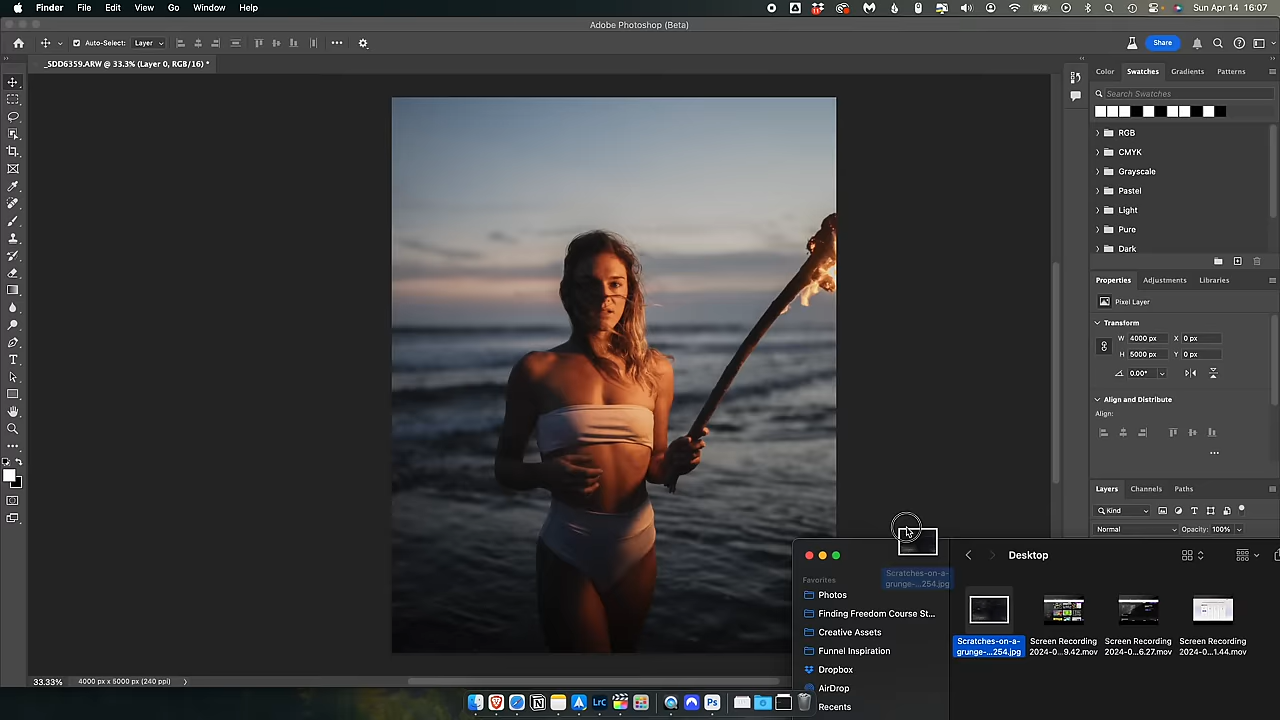 Finder File Edit View Go Window Help Sun Apr 14 16:07
Adobe Photoshop (Beta)
Auto-Select: Layer Share
_5DD6359.ARW @ 33.3% (Layer 0, RGB/16) *
Color Swatches Gradients Patterns
Search Swatches
RGB
CMYK
Grayscale
Pastel
Light
Pure
Dark
Properties Adjustments Libraries
Pixel Layer
Transform
W 4000 px X 0 px
H 5000 px Y 0 px
0.00°
Align and Distribute
Align:
Layers Channels Paths
Kind
Normal Opacity: 100%
Desktop
Favorites
Photos
Finding Freedom Course St...
Creative Assets
Funnel Inspiration
Dropbox
AirDrop
Recents
Scratches-on-a-
grunge-...254.jpg
Scratches-on-a-
grunge-...254.jpg
Screen Recording
2024-0...9.42.mov
Screen Recording
2024-0...6.27.mov
Screen Recording
2024-0...1.44.mov
33.33% 4000 px x 5000 px (240 ppi)
LrC
Ps